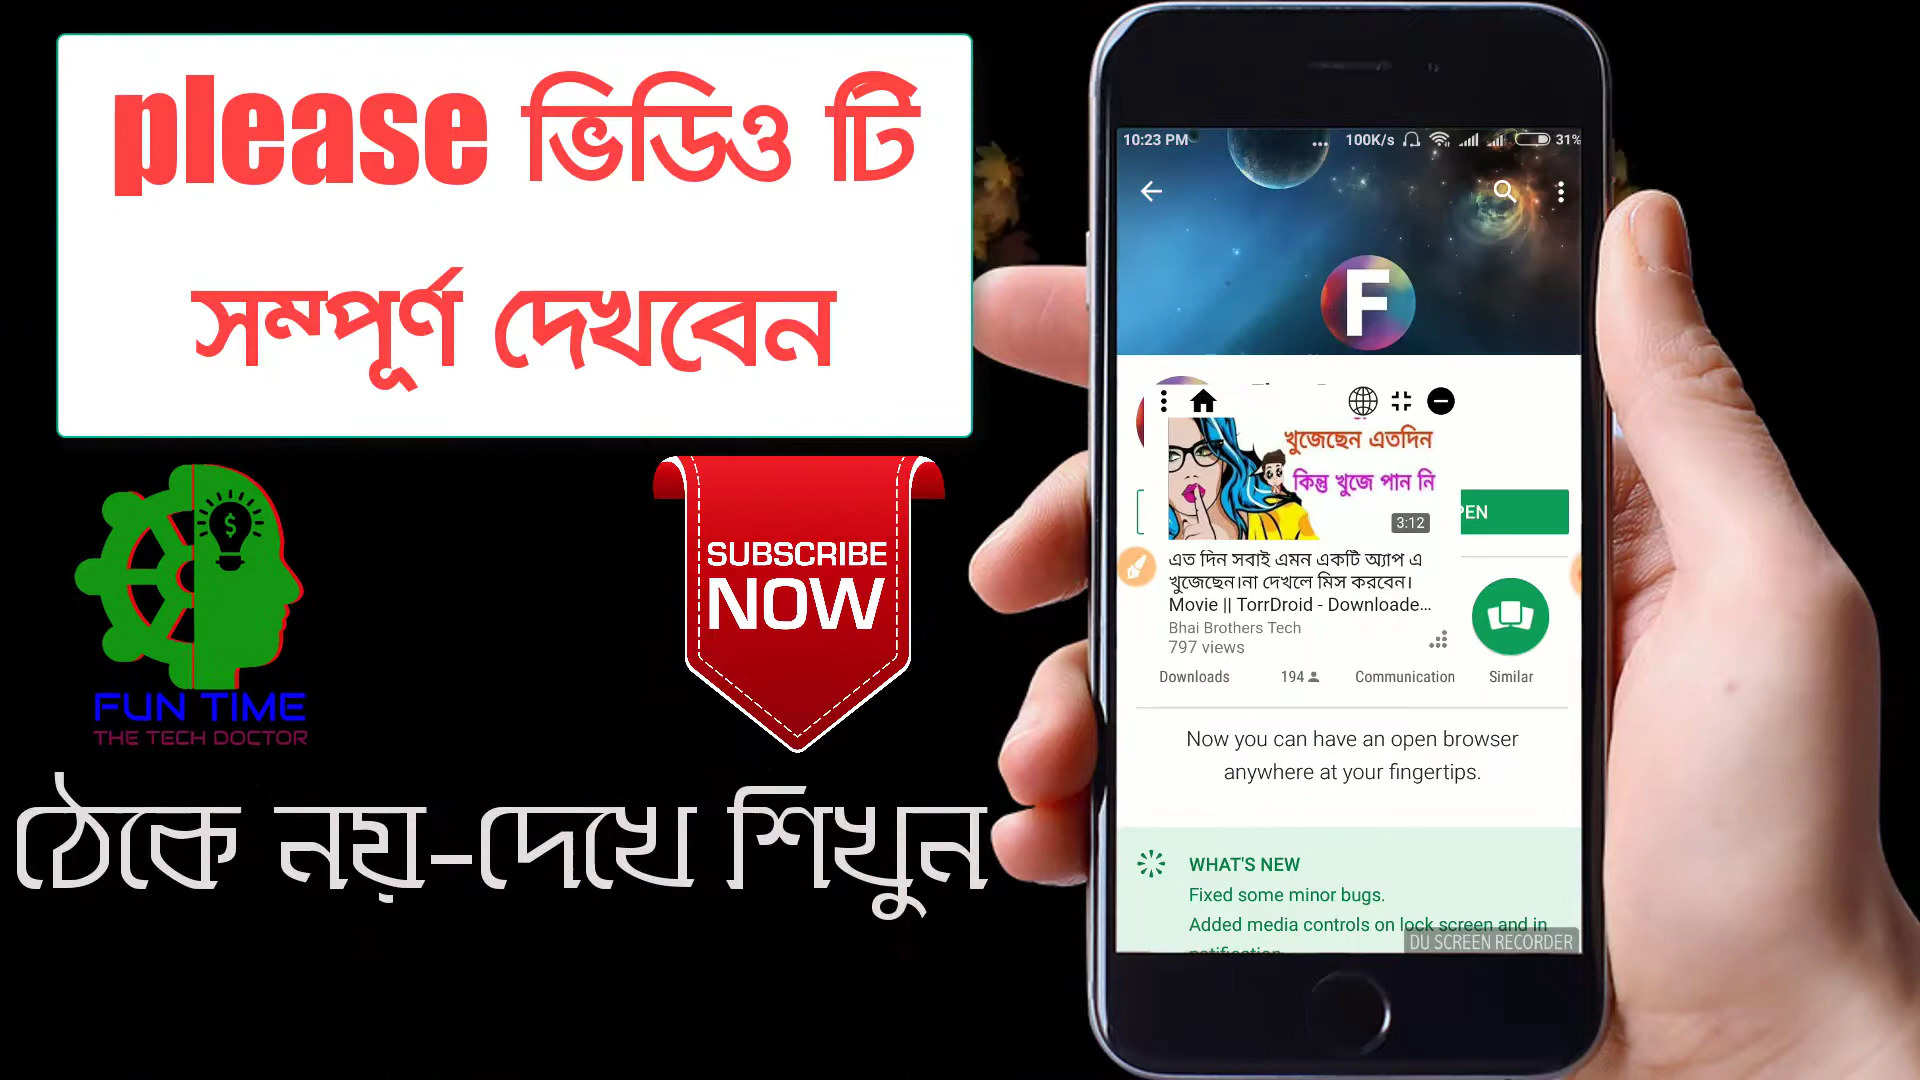 please ভিডিও টি
সম্পূর্ণ দেখবেন
FUN TIME
THE TECH DOCTOR
SUBSCRIBE
NOW
ঠেকে নয়-দেখে শিখুন
10:23 PM
... 100K/s 31%
F
খুজেছেন এতদিন
কিন্তু খুজে পান নি
3:12
এত দিন সবাই এমন একটি অ্যাপ এ
খুজেছেন।না দেখলে মিস করবেন।
Movie || TorrDroid - Downloade...
Bhai Brothers Tech
797 views
Downloads 194 Communication Similar
Now you can have an open browser
anywhere at your fingertips.
WHAT'S NEW
Fixed some minor bugs.
Added media controls on lock screen and in
DU SCREEN RECORDER